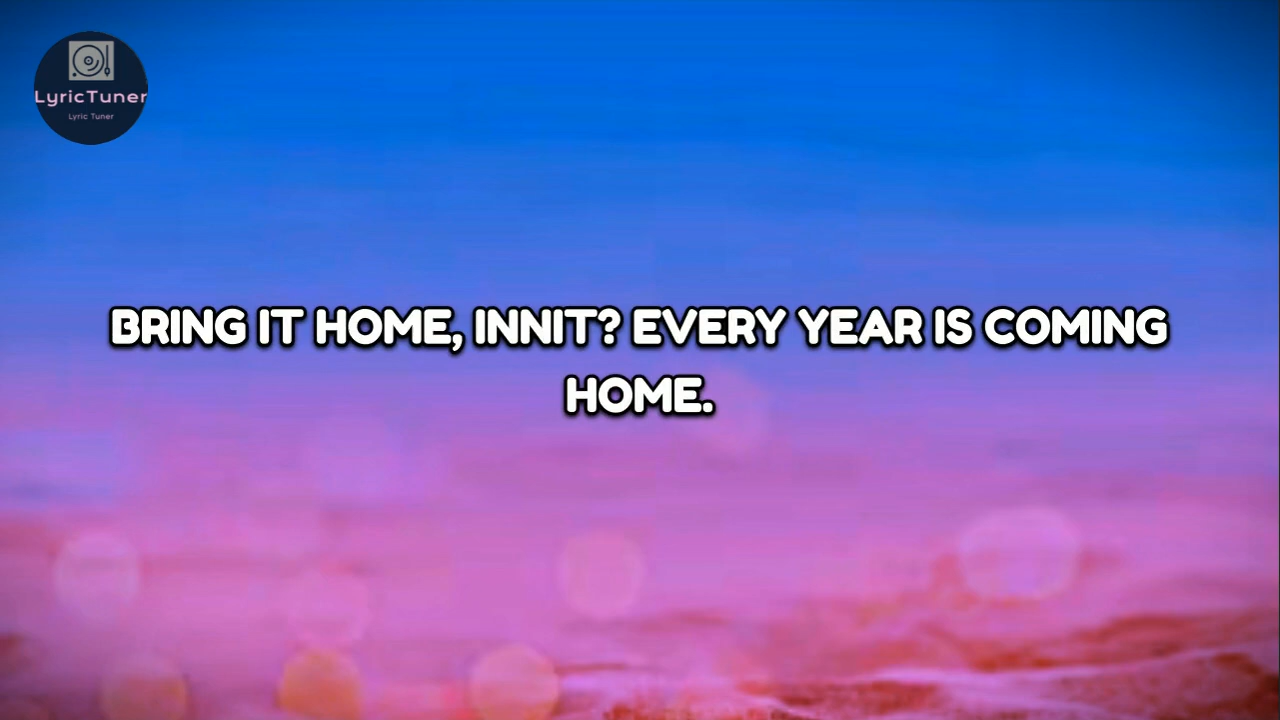 LyricTuner
Lyric Tuner
BRING IT HOME, INNIT? EVERY YEAR IS COMING
HOME.